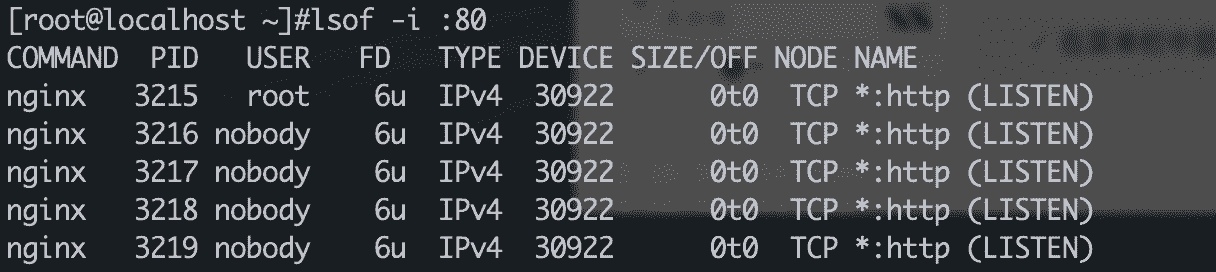 [root@localhost ~]#lsof -i :80
COMMAND  PID   USER   FD   TYPE DEVICE SIZE/OFF NODE NAME
nginx   3215   root    6u  IPv4  30922      0t0  TCP *:http (LISTEN)
nginx   3216 nobody    6u  IPv4  30922      0t0  TCP *:http (LISTEN)
nginx   3217 nobody    6u  IPv4  30922      0t0  TCP *:http (LISTEN)
nginx   3218 nobody    6u  IPv4  30922      0t0  TCP *:http (LISTEN)
nginx   3219 nobody    6u  IPv4  30922      0t0  TCP *:http (LISTEN)